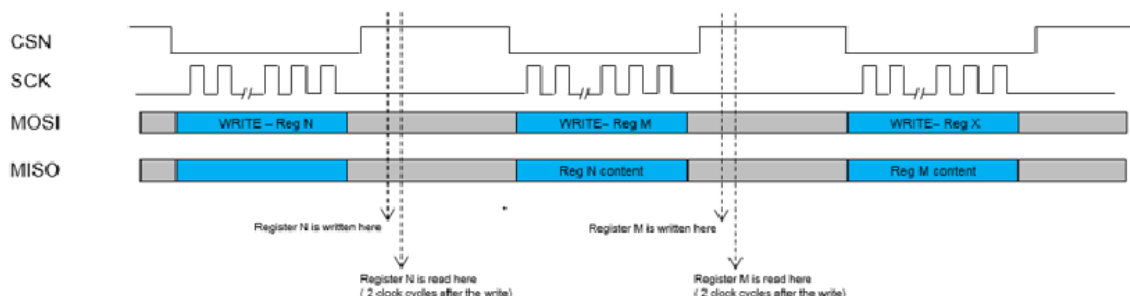 CSN
SCK
MOSI
WRITE – Reg N
WRITE– Reg M
WRITE– Reg X
MISO
Reg N content
Reg M content
Register N is written here
Register M is written here
Register N is read here
( 2 clock cycles after the write)
Register M is read here
( 2 clock cycles after the write)